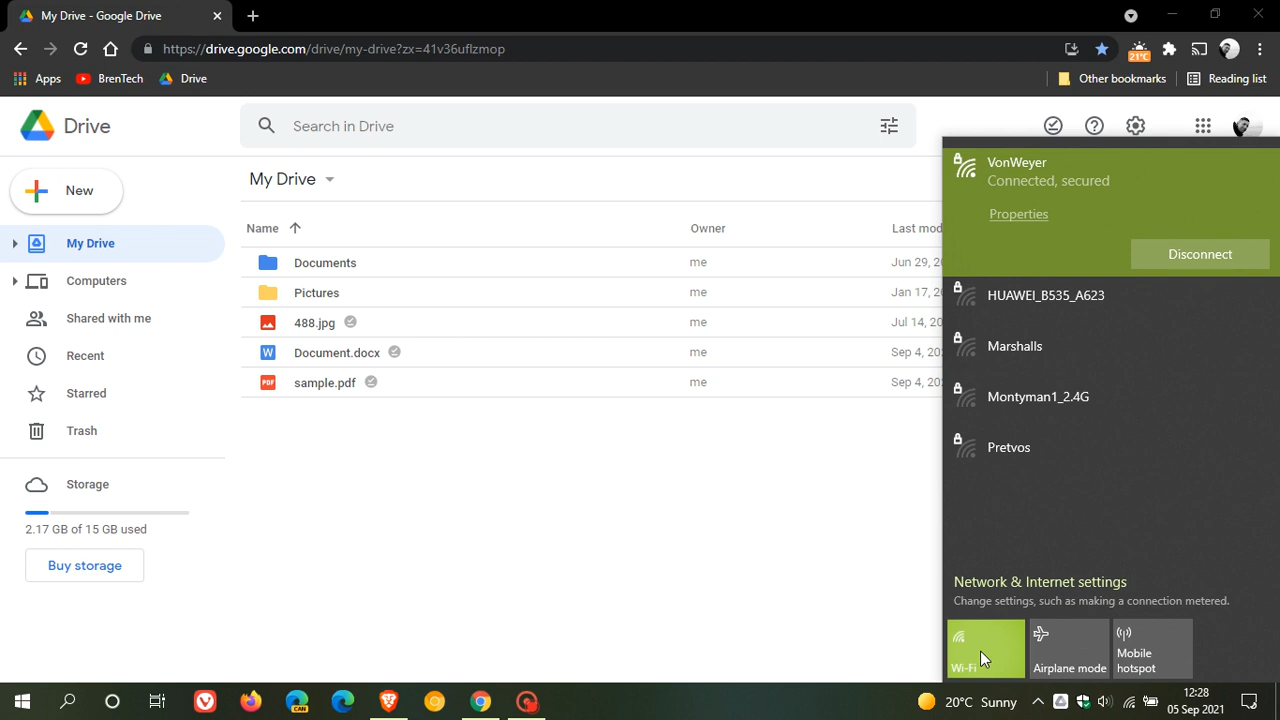 My Drive - Google Drive
https://drive.google.com/drive/my-drive?zx=41v36uflzmop
21°C
Apps
BrenTech
Drive
Other bookmarks
Reading list
Drive
Search in Drive
New
My Drive
Name
Owner
Last mod
My Drive
Computers
Shared with me
Recent
Starred
Trash
Storage
2.17 GB of 15 GB used
Buy storage
Documents me Jun 29, 20
Pictures me Jan 17, 20
488.jpg me Jul 14, 20
W Document.docx me Sep 4, 20
PDF sample.pdf me Sep 4, 20
VonWeyer
Connected, secured
Properties
Disconnect
HUAWEI_B535_A623
Marshalls
Montyman1_2.4G
Pretvos
Network & Internet settings
Change settings, such as making a connection metered.
Wi-Fi
Airplane mode
Mobile
hotspot
CAN
20°C Sunny
12:28
05 Sep 2021